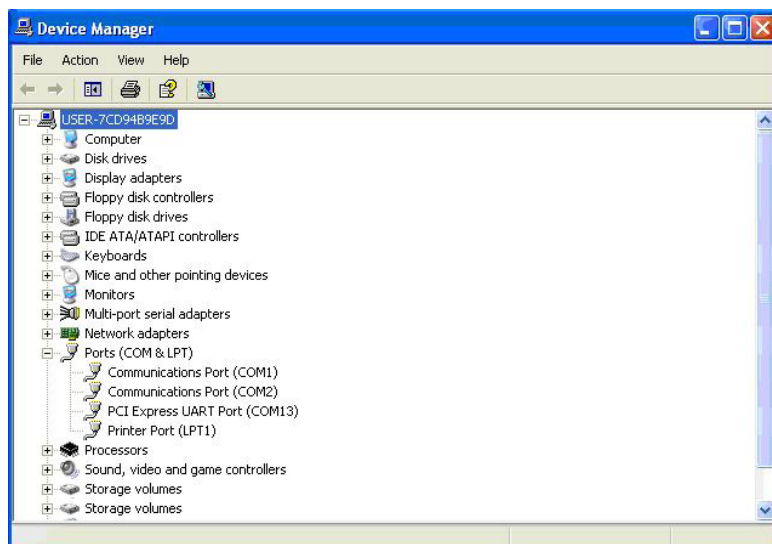 Device Manager
File Action View Help
USER-7CD94B9E9D
Computer
Disk drives
Display adapters
Floppy disk controllers
Floppy disk drives
IDE ATA/ATAPI controllers
Keyboards
Mice and other pointing devices
Monitors
Multi-port serial adapters
Network adapters
Ports (COM & LPT)
Communications Port (COM1)
Communications Port (COM2)
PCI Express UART Port (COM13)
Printer Port (LPT1)
Processors
Sound, video and game controllers
Storage volumes
Storage volumes